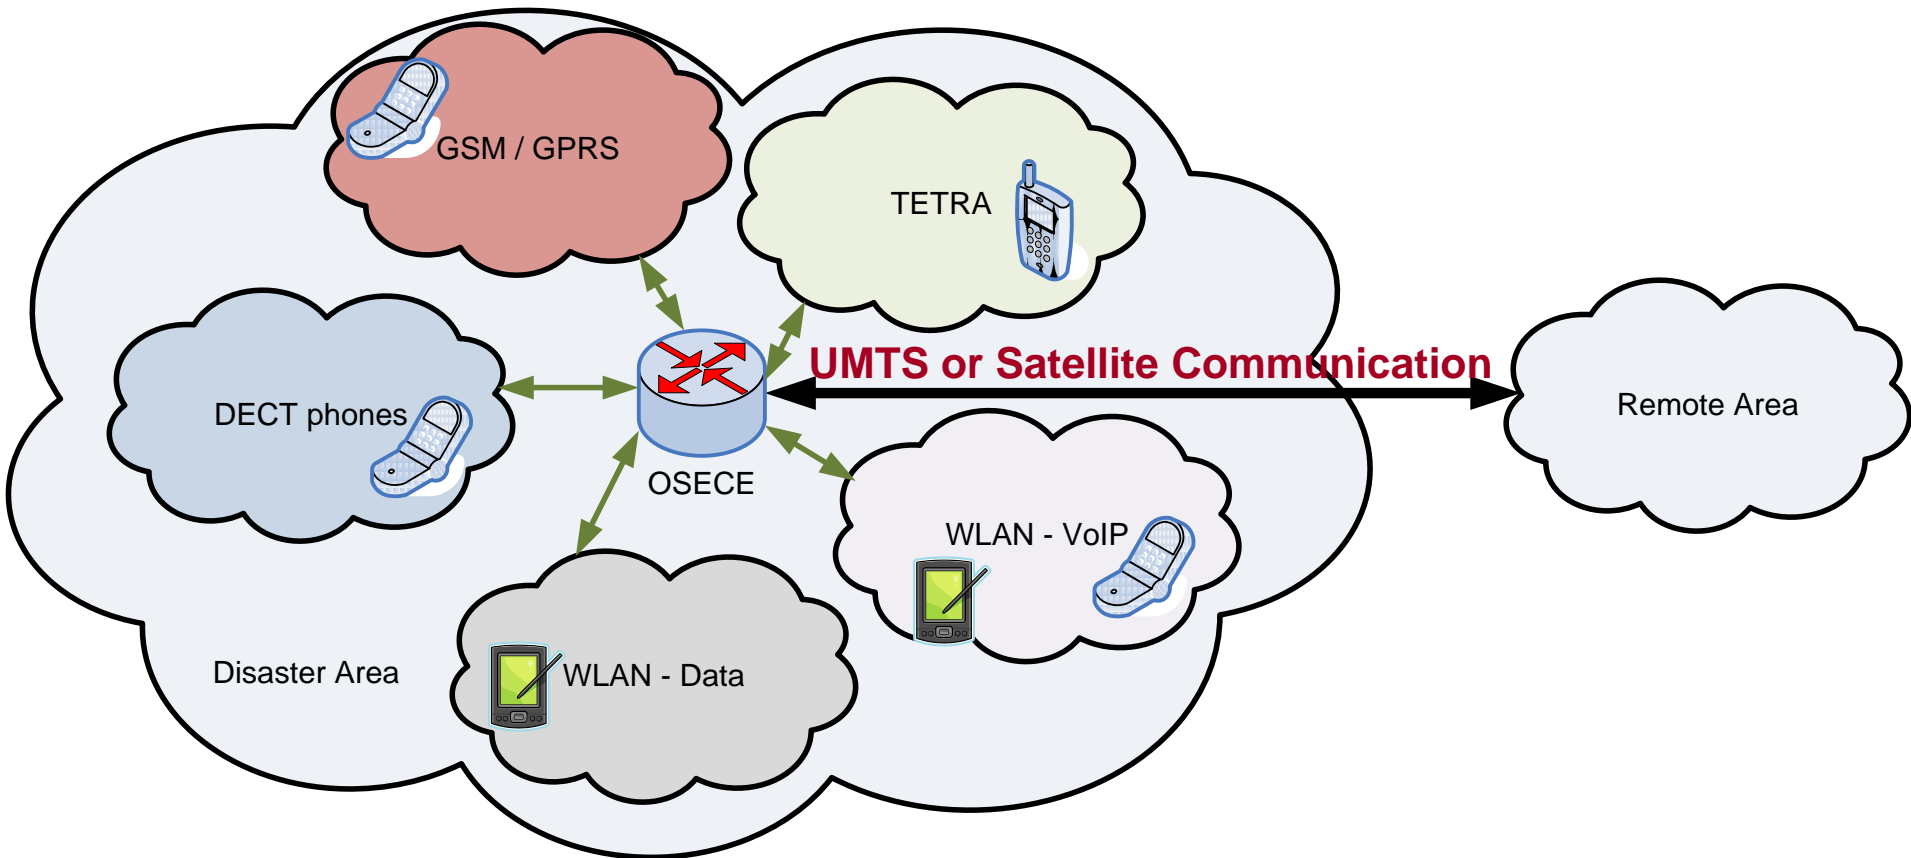 GSM / GPRS
TETRA
UMTS or Satellite Communication
DECT phones
Remote Area
OSECE
WLAN - VoIP
Disaster Area
WLAN - Data